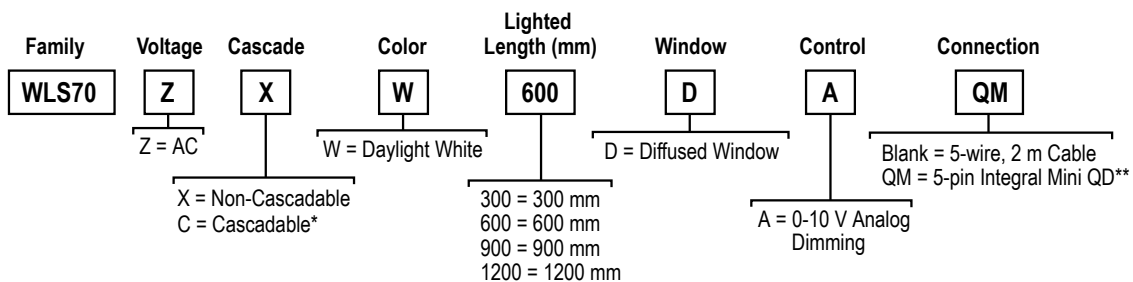 Family Voltage Cascade Color Lighted Length (mm) Window Control Connection
WLS70 Z X W 600 D A QM
Z = AC
X = Non-Cascadable
C = Cascadable*
W = Daylight White
300 = 300 mm
600 = 600 mm
900 = 900 mm
1200 = 1200 mm
D = Diffused Window
A = 0-10 V Analog
Dimming
Blank = 5-wire, 2 m Cable
QM = 5-pin Integral Mini QD**